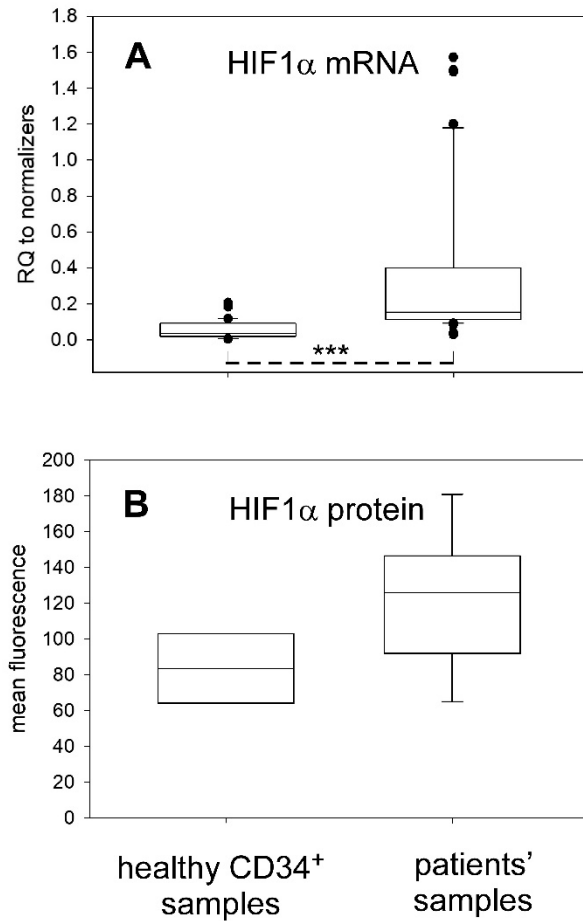 A HIF1α mRNA
RQ to normalizers
1.8
1.6
1.4
1.2
1.0
0.8
0.6
0.4
0.2
0.0
***
B HIF1α protein
mean fluorescence
200
180
160
140
120
100
80
60
40
20
0
healthy CD34⁺
samples
patients’
samples